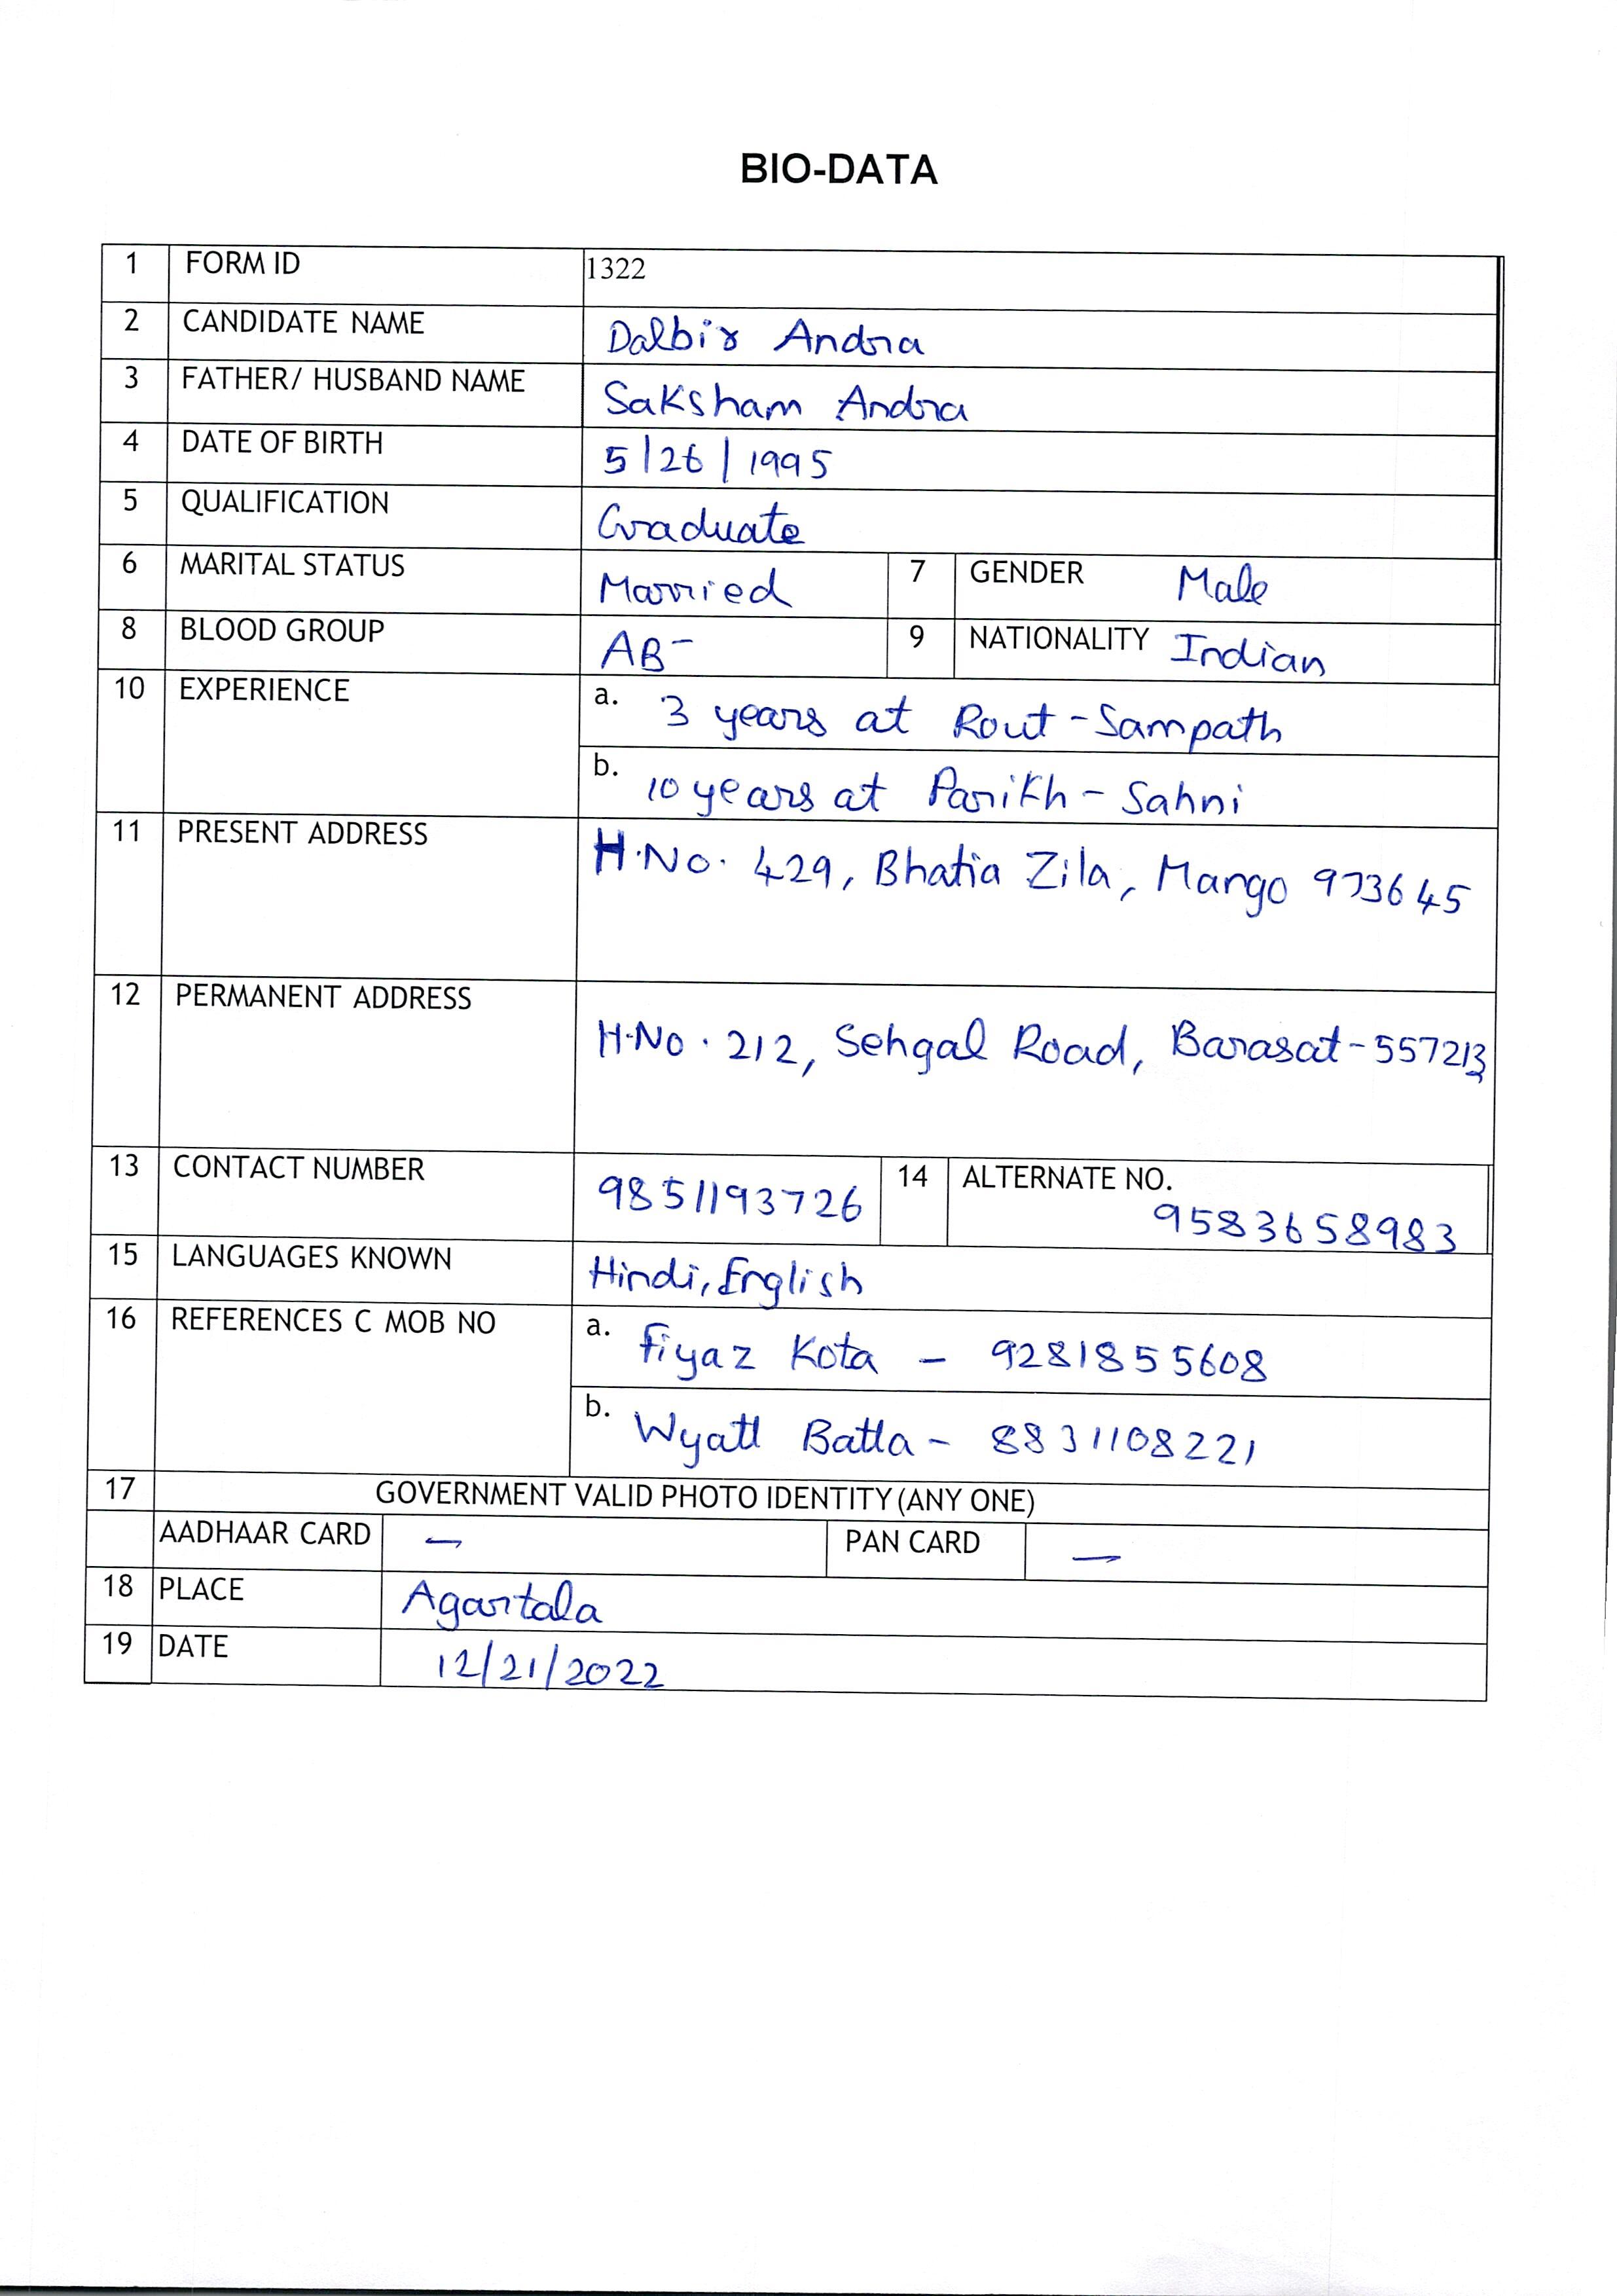 BIO-DATA
1 FORM ID 1322
2 CANDIDATE NAME Dalbir Andra
3 FATHER/ HUSBAND NAME Saksham Andra
4 DATE OF BIRTH 5/26/1995
5 QUALIFICATION Graduate
6 MARITAL STATUS Married 7 GENDER Male
8 BLOOD GROUP AB- 9 NATIONALITY Indian
10 EXPERIENCE a. 3 years at Rout-Sampath
b. 10 years at Parikh-Sahni
11 PRESENT ADDRESS H.No. 429, Bhatia Zila, Mango 973645
12 PERMANENT ADDRESS H.No. 212, Sehgal Road, Barasat-557213
13 CONTACT NUMBER 9851193726 14 ALTERNATE NO. 9583658983
15 LANGUAGES KNOWN Hindi, English
16 REFERENCES C MOB NO a. Fiyaz Kota - 9281855608
b. Wyatt Batta - 8831108221
17 GOVERNMENT VALID PHOTO IDENTITY (ANY ONE)
AADHAAR CARD - PAN CARD -
18 PLACE Agartala
19 DATE 12/21/2022